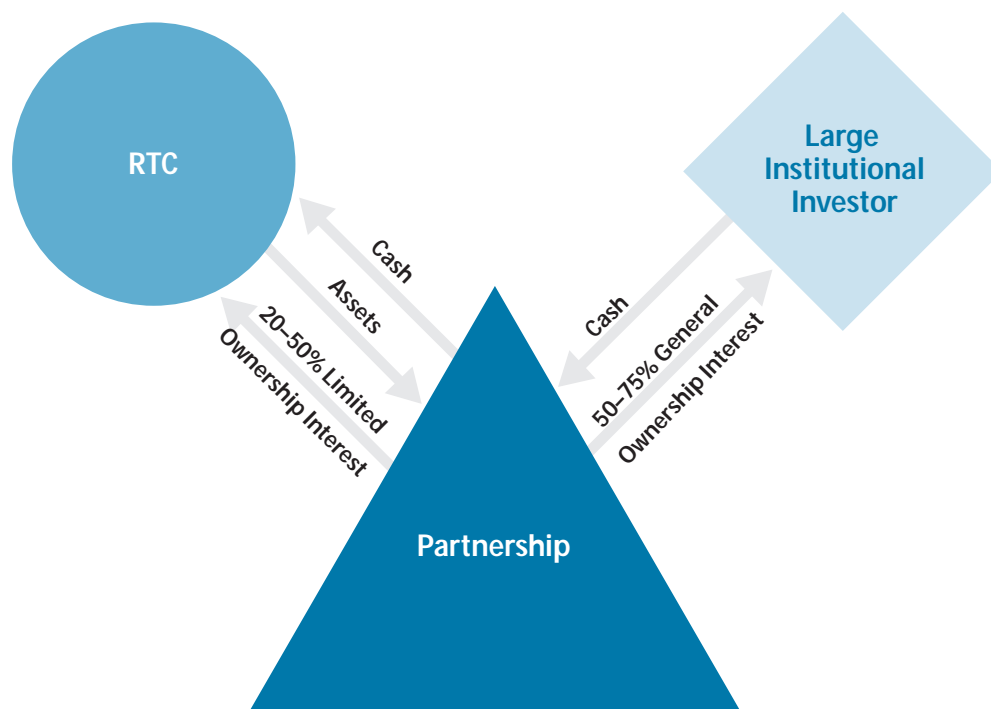 RTC
Large
Institutional
Investor
Cash
Assets
20–50% Limited
Ownership Interest
Cash
50–75% General
Ownership Interest
Partnership